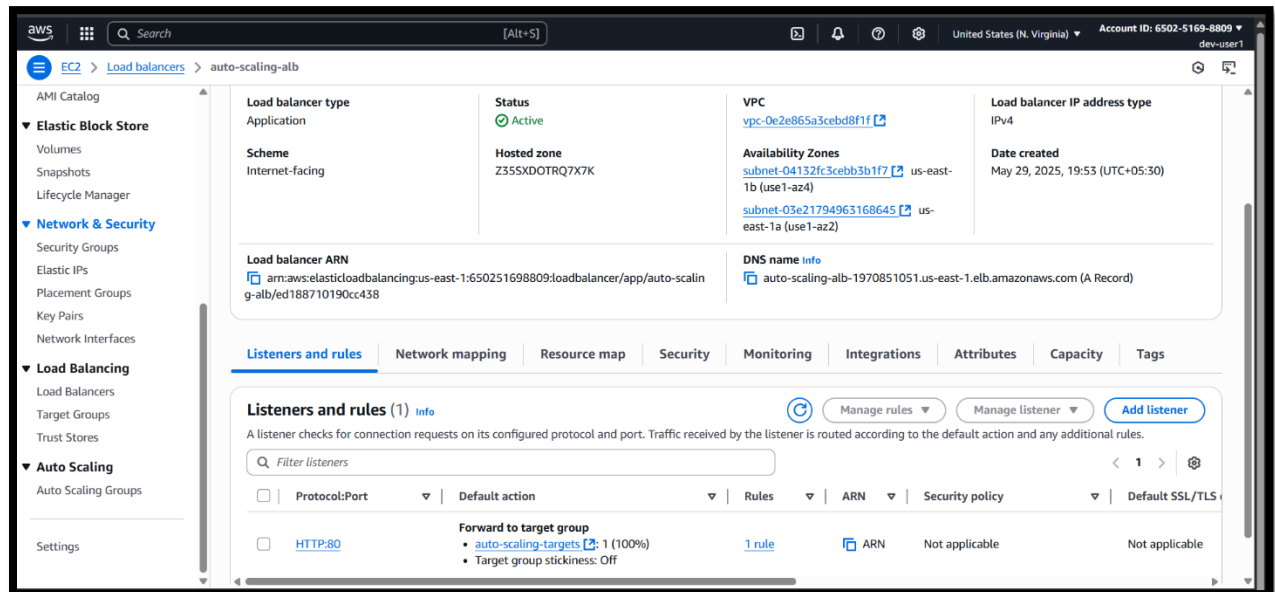 aws
Search
[Alt+S]
United States (N. Virginia) ▼
Account ID: 6502-5169-8809 ▼
dev-user1
EC2 > Load balancers > auto-scaling-alb
AMI Catalog
▼ Elastic Block Store
Volumes
Snapshots
Lifecycle Manager
▼ Network & Security
Security Groups
Elastic IPs
Placement Groups
Key Pairs
Network Interfaces
▼ Load Balancing
Load Balancers
Target Groups
Trust Stores
▼ Auto Scaling
Auto Scaling Groups
Settings
Load balancer type
Application
Status
Active
VPC
vpc-0e2e865a3cebd8f1f
Load balancer IP address type
IPv4
Scheme
Internet-facing
Hosted zone
Z35SXDOTRQ7X7K
Availability Zones
subnet-04132fc3cebb3b1f7 us-east-
1b (use1-az4)
subnet-03e21794963168645 us-
east-1a (use1-az2)
Date created
May 29, 2025, 19:53 (UTC+05:30)
Load balancer ARN
arn:aws:elasticloadbalancing:us-east-1:650251698809:loadbalancer/app/auto-scalin
g-alb/ed188710190cc438
DNS name Info
auto-scaling-alb-1970851051.us-east-1.elb.amazonaws.com (A Record)
Listeners and rules
Network mapping
Resource map
Security
Monitoring
Integrations
Attributes
Capacity
Tags
Listeners and rules (1) Info
Manage rules ▼
Manage listener ▼
Add listener
A listener checks for connection requests on its configured protocol and port. Traffic received by the listener is routed according to the default action and any additional rules.
Filter listeners
< 1 >
Protocol:Port
Default action
Rules
ARN
Security policy
Default SSL/TLS
HTTP:80
Forward to target group
• auto-scaling-targets : 1 (100%)
• Target group stickiness: Off
1 rule
ARN
Not applicable
Not applicable